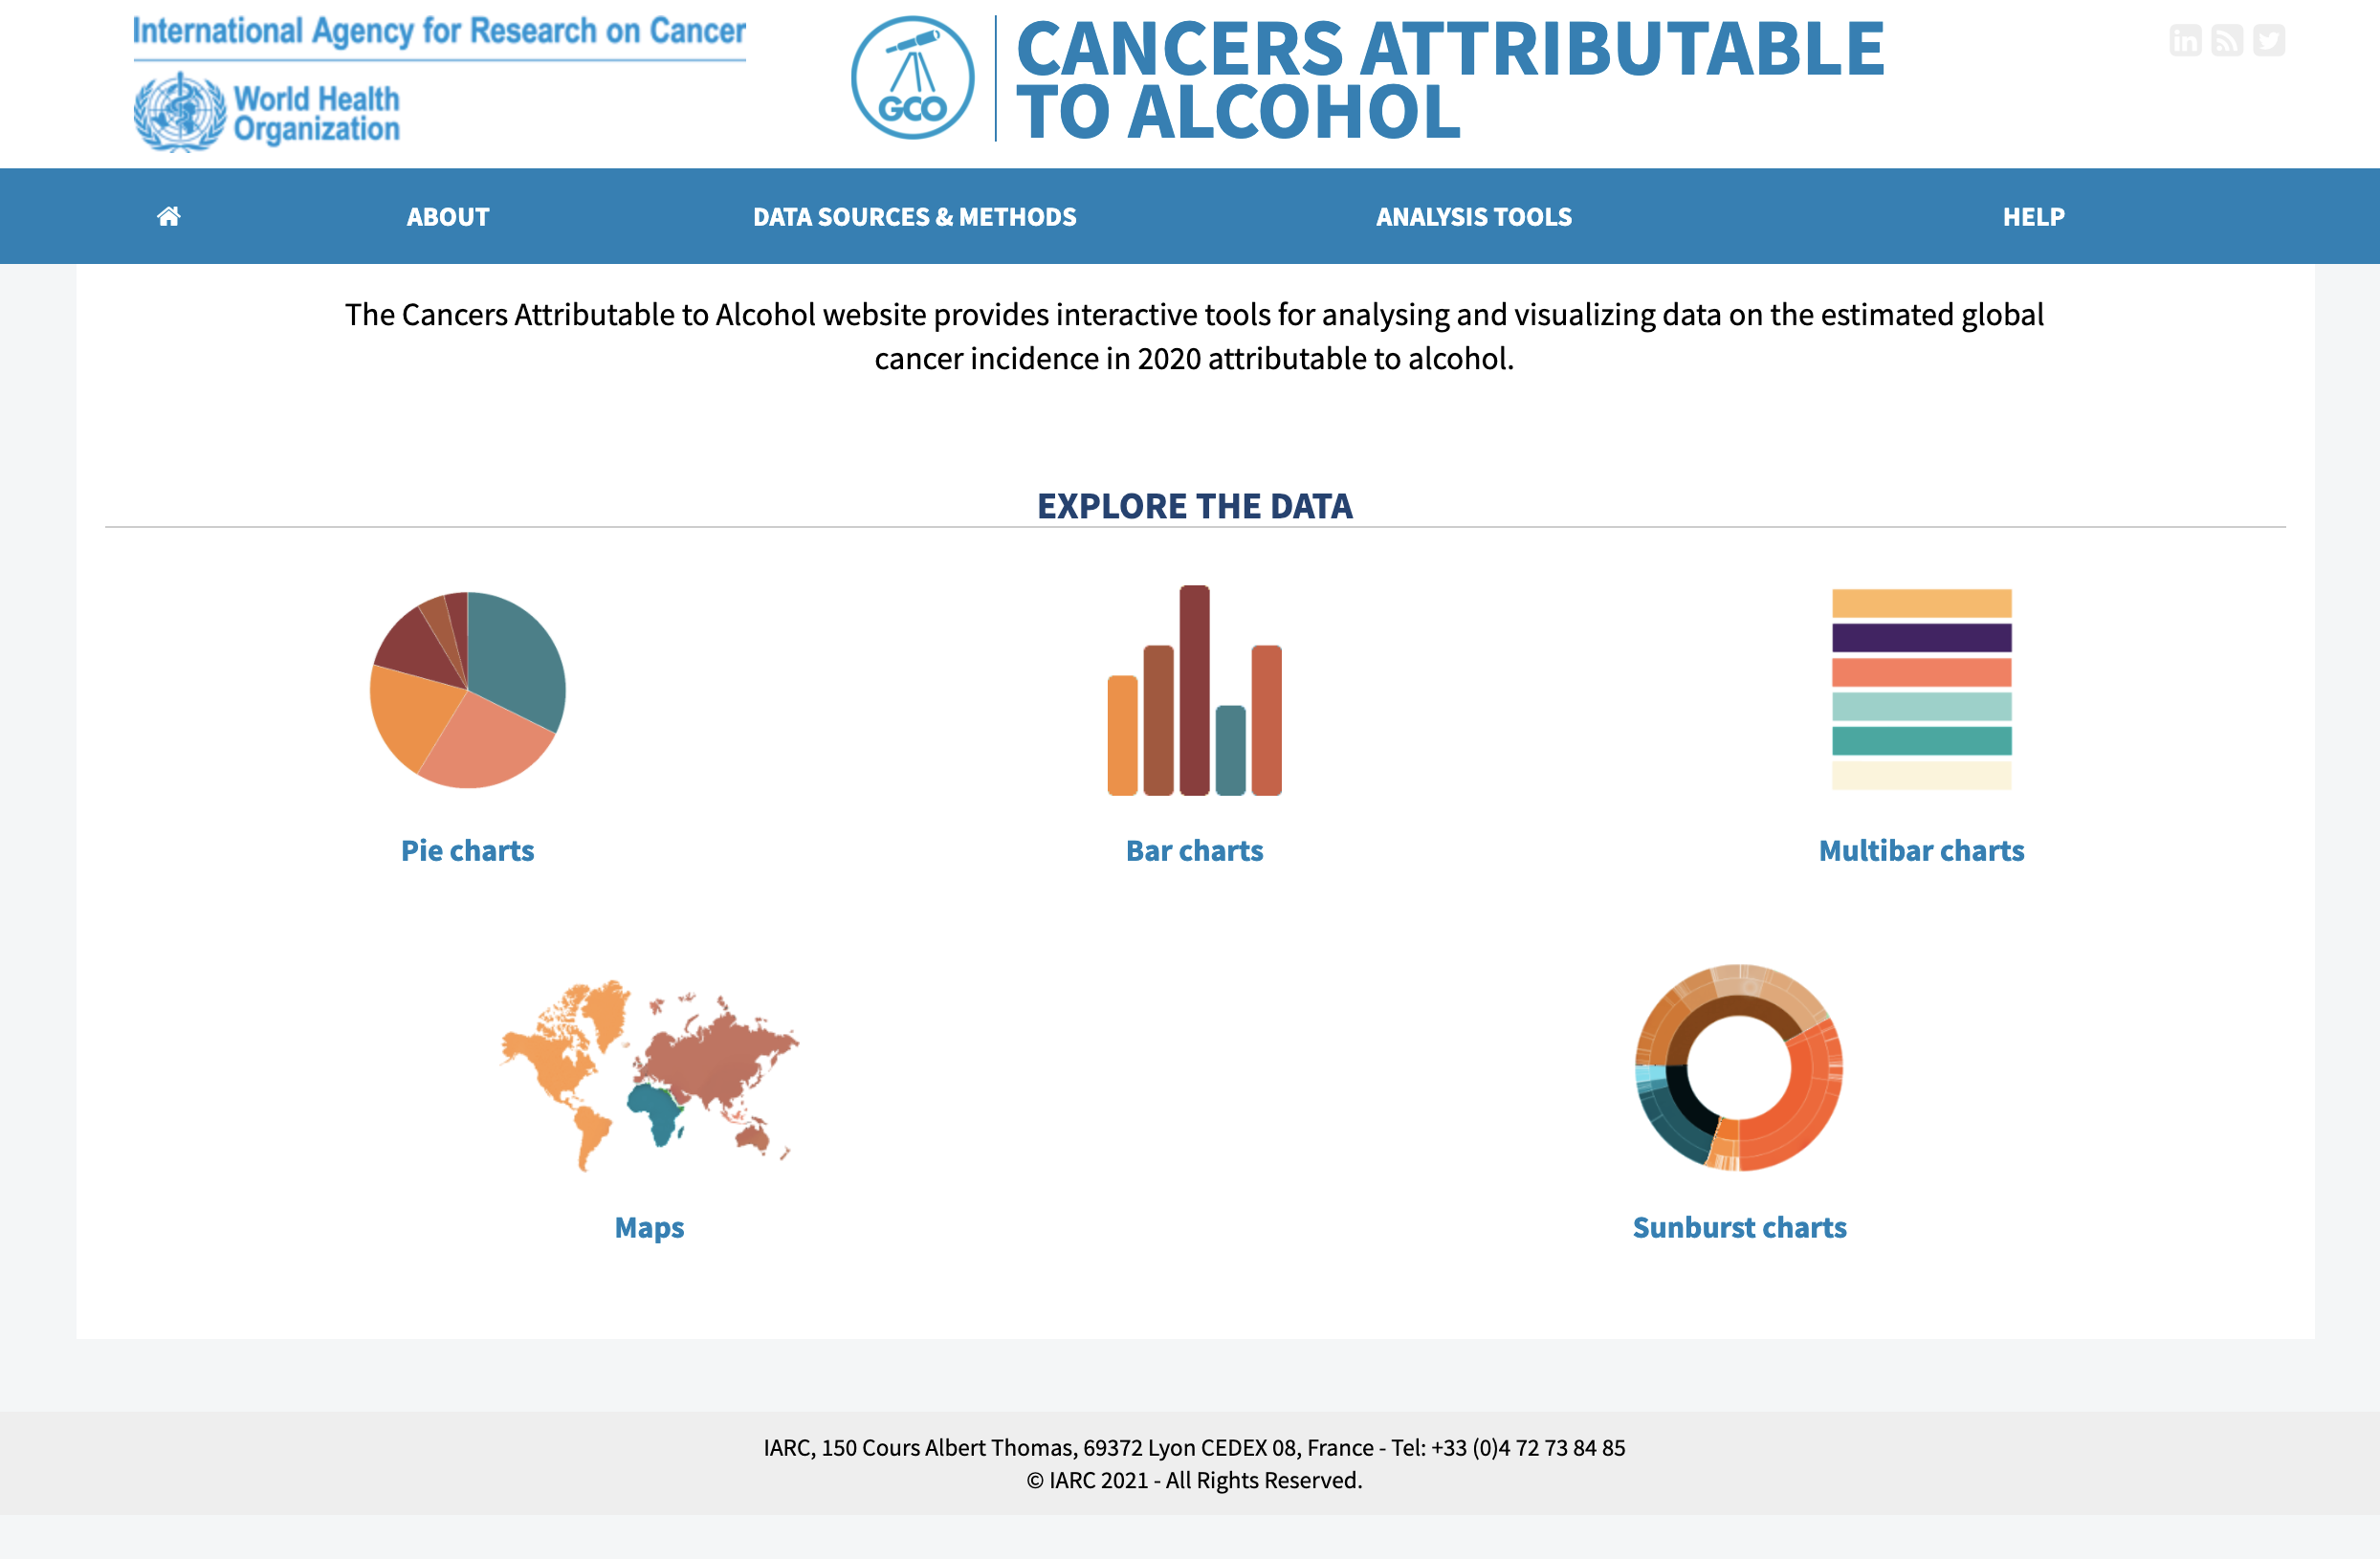 International Agency for Research on Cancer
World Health
Organization
GCO
CANCERS ATTRIBUTABLE
TO ALCOHOL
in
ABOUT
DATA SOURCES & METHODS
ANALYSIS TOOLS
HELP
The Cancers Attributable to Alcohol website provides interactive tools for analysing and visualizing data on the estimated global
cancer incidence in 2020 attributable to alcohol.
EXPLORE THE DATA
Pie charts
Bar charts
Multibar charts
Maps
Sunburst charts
IARC, 150 Cours Albert Thomas, 69372 Lyon CEDEX 08, France - Tel: +33 (0)4 72 73 84 85
© IARC 2021 - All Rights Reserved.